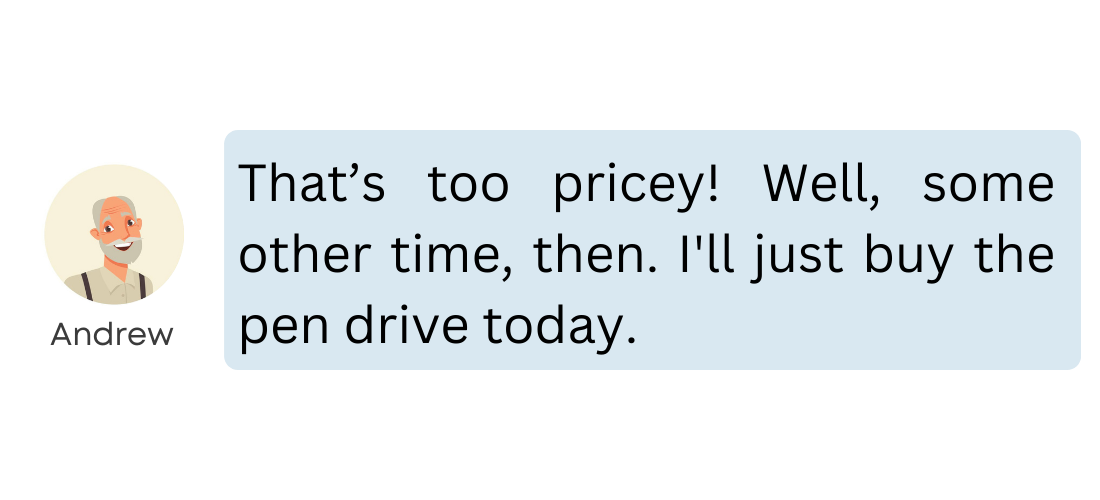 That’s too pricey! Well, some
other time, then. I'll just buy the
pen drive today.
Andrew